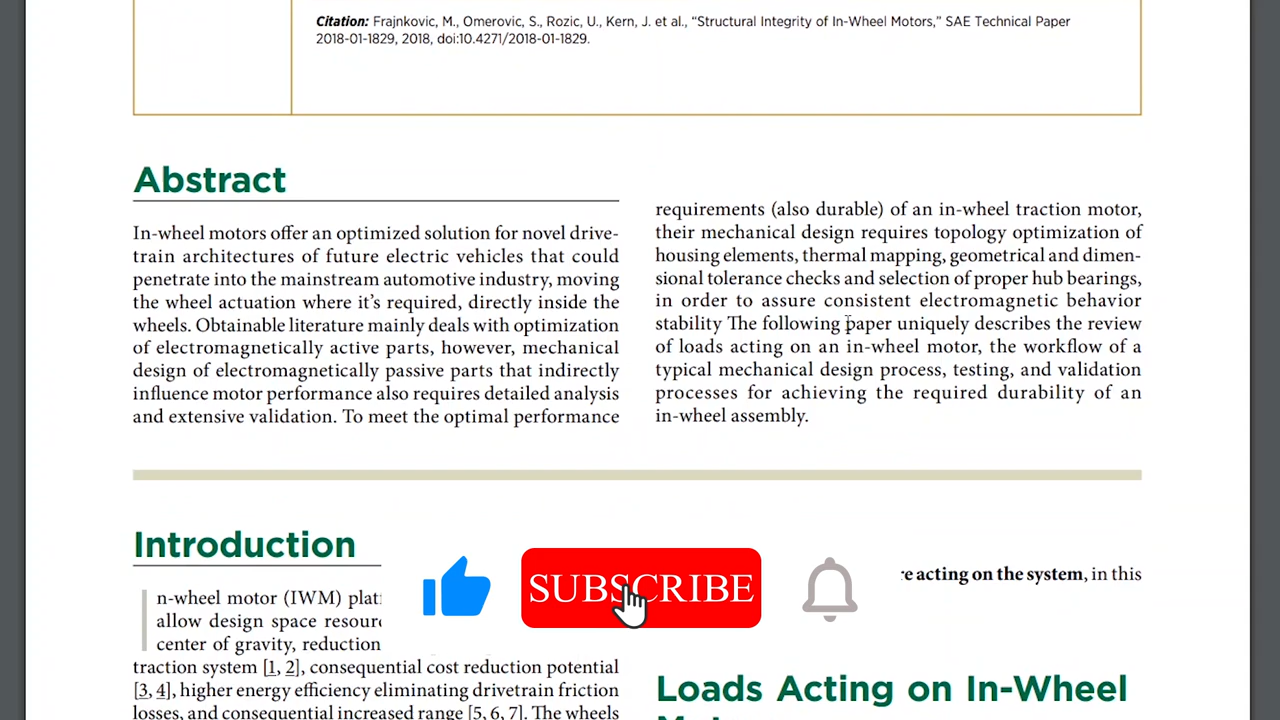 Citation: Frajnkovic, M., Omerovic, S., Rozic, U., Kern, J. et al., “Structural Integrity of In-Wheel Motors,” SAE Technical Paper
2018-01-1829, 2018, doi:10.4271/2018-01-1829.
Abstract
In-wheel motors offer an optimized solution for novel drive-
train architectures of future electric vehicles that could
penetrate into the mainstream automotive industry, moving
the wheel actuation where it’s required, directly inside the
wheels. Obtainable literature mainly deals with optimization
of electromagnetically active parts, however, mechanical
design of electromagnetically passive parts that indirectly
influence motor performance also requires detailed analysis
and extensive validation. To meet the optimal performance
requirements (also durable) of an in-wheel traction motor,
their mechanical design requires topology optimization of
housing elements, thermal mapping, geometrical and dimen-
sional tolerance checks and selection of proper hub bearings,
in order to assure consistent electromagnetic behavior
stability The following paper uniquely describes the review
of loads acting on an in-wheel motor, the workflow of a
typical mechanical design process, testing, and validation
processes for achieving the required durability of an
in-wheel assembly.
Introduction
n-wheel motor (IWM)
allow design space
center of gravity, reduction
traction system [1, 2], consequential cost reduction potential
[3, 4], higher energy efficiency eliminating drivetrain friction
losses, and consequential increased range [5, 6, 7]. The wheels
SUBSCRIBE
acting on the system, in this
Loads Acting on In-Wheel